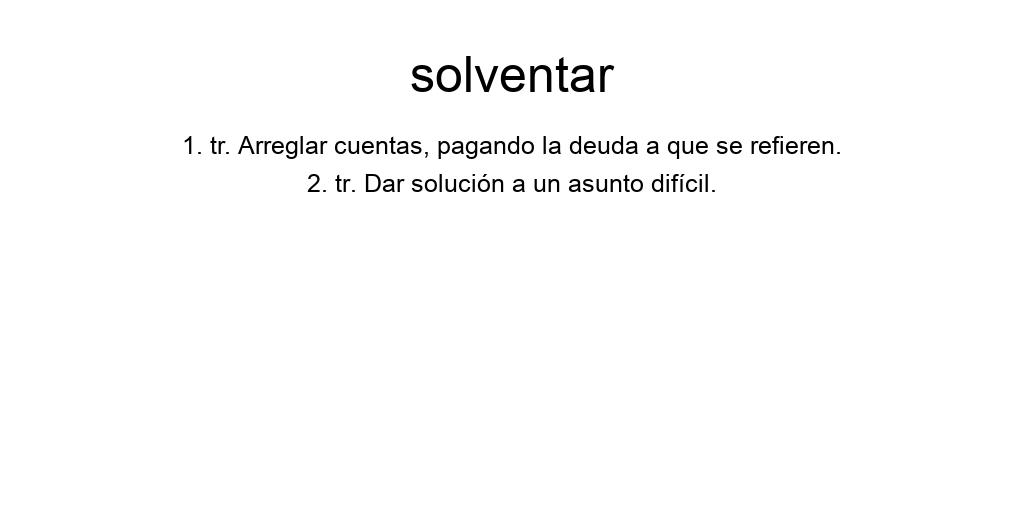 solventar
1. tr. Arreglar cuentas, pagando la deuda a que se refieren.
2. tr. Dar solución a un asunto difícil.